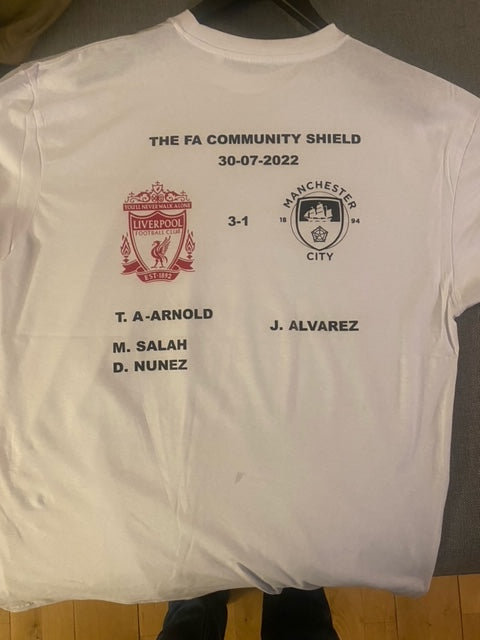 THE FA COMMUNITY SHIELD
30-07-2022
YOU'LL NEVER WALK ALONE
LIVERPOOL
FOOTBALL CLUB
EST·1892
3-1
MANCHESTER
18 94
CITY
T. A-ARNOLD
M. SALAH
D. NUNEZ
J. ALVAREZ